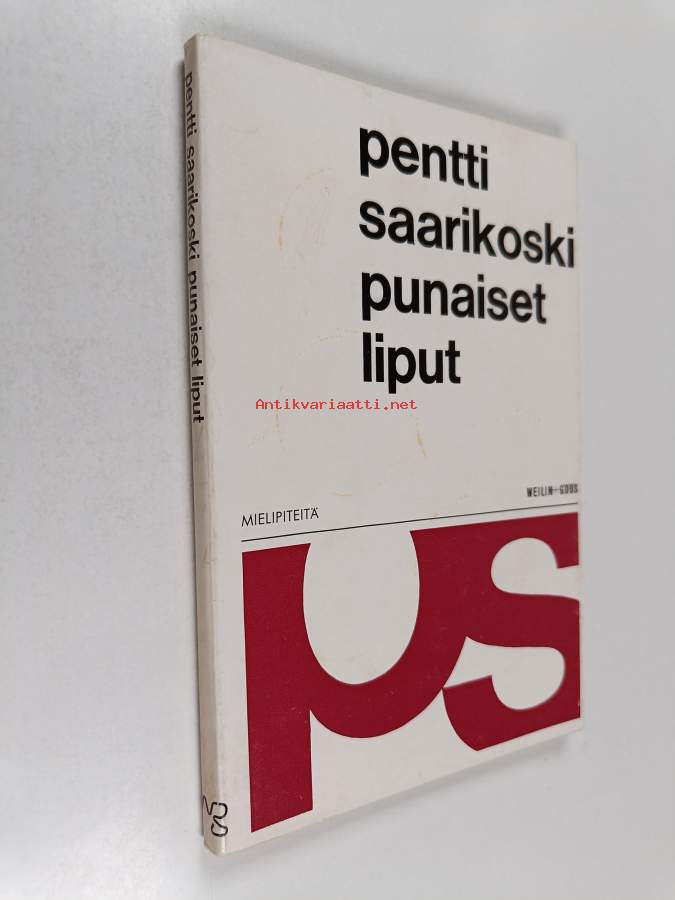 pentti
saarikoski
punaiset
liput
Antikvariaatti.net
WEILIN+GÖÖS
MIELIPITEITÄ
ps
pentti saarikoski punaiset liput